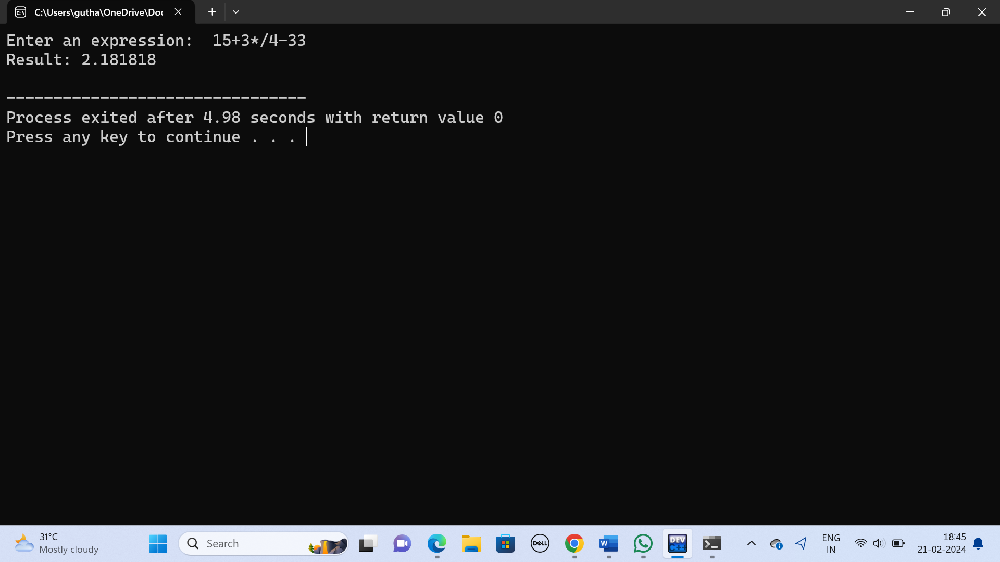 C:\Users\gutha\OneDrive\Doc
Enter an expression:  15+3*/4-33
Result: 2.181818
--------------------------------
Process exited after 4.98 seconds with return value 0
Press any key to continue . . .
31°C
Mostly cloudy
Search
DELL
W
DEV
C++
ENG
IN
18:45
21-02-2024